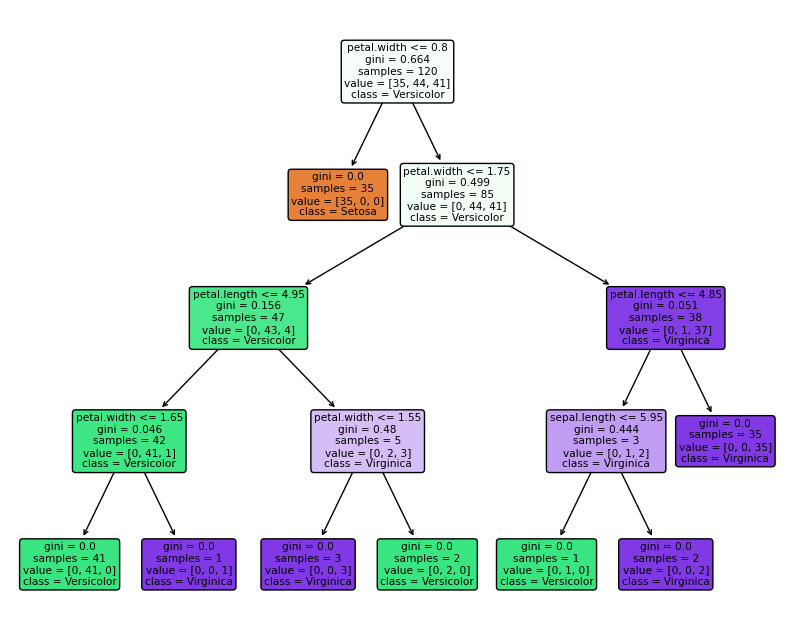 petal.width <= 0.8
gini = 0.664
samples = 120
value = [35, 44, 41]
class = Versicolor
gini = 0.0
samples = 35
value = [35, 0, 0]
class = Setosa
petal.width <= 1.75
gini = 0.499
samples = 85
value = [0, 44, 41]
class = Versicolor
petal.length <= 4.95
gini = 0.156
samples = 47
value = [0, 43, 4]
class = Versicolor
petal.length <= 4.85
gini = 0.051
samples = 38
value = [0, 1, 37]
class = Virginica
petal.width <= 1.65
gini = 0.046
samples = 42
value = [0, 41, 1]
class = Versicolor
petal.width <= 1.55
gini = 0.48
samples = 5
value = [0, 2, 3]
class = Virginica
sepal.length <= 5.95
gini = 0.444
samples = 3
value = [0, 1, 2]
class = Virginica
gini = 0.0
samples = 35
value = [0, 0, 35]
class = Virginica
gini = 0.0
samples = 41
value = [0, 41, 0]
class = Versicolor
gini = 0.0
samples = 1
value = [0, 0, 1]
class = Virginica
gini = 0.0
samples = 3
value = [0, 0, 3]
class = Virginica
gini = 0.0
samples = 2
value = [0, 2, 0]
class = Versicolor
gini = 0.0
samples = 1
value = [0, 1, 0]
class = Versicolor
gini = 0.0
samples = 2
value = [0, 0, 2]
class = Virginica